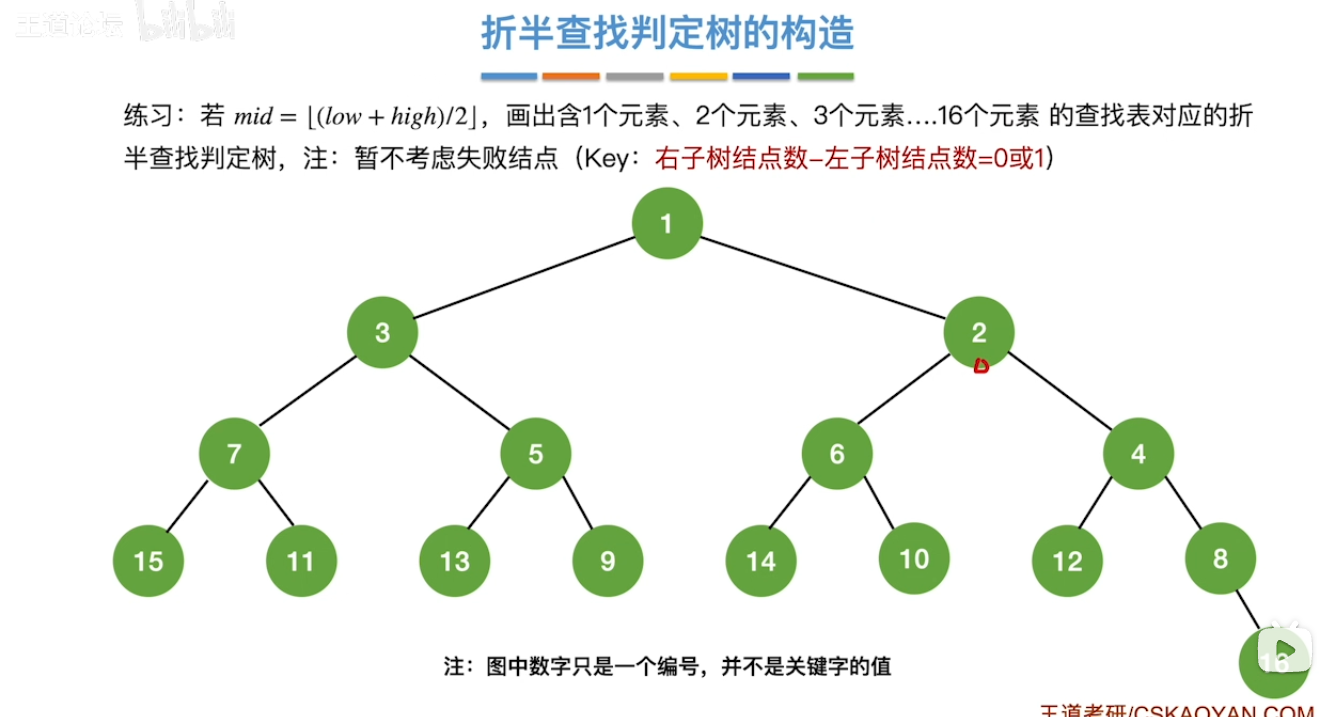 王道论坛 bilibili
折半查找判定树的构造
练习：若 mid = ⌊(low + high)/2⌋，画出含1个元素、2个元素、3个元素….16个元素 的查找表对应的折
半查找判定树，注：暂不考虑失败结点（Key：右子树结点数−左子树结点数=0或1）
1
3 2
7 5 6 4
15 11 13 9 14 10 12 8
16
注：图中数字只是一个编号，并不是关键字的值
王道考研/CSKAOYAN.COM